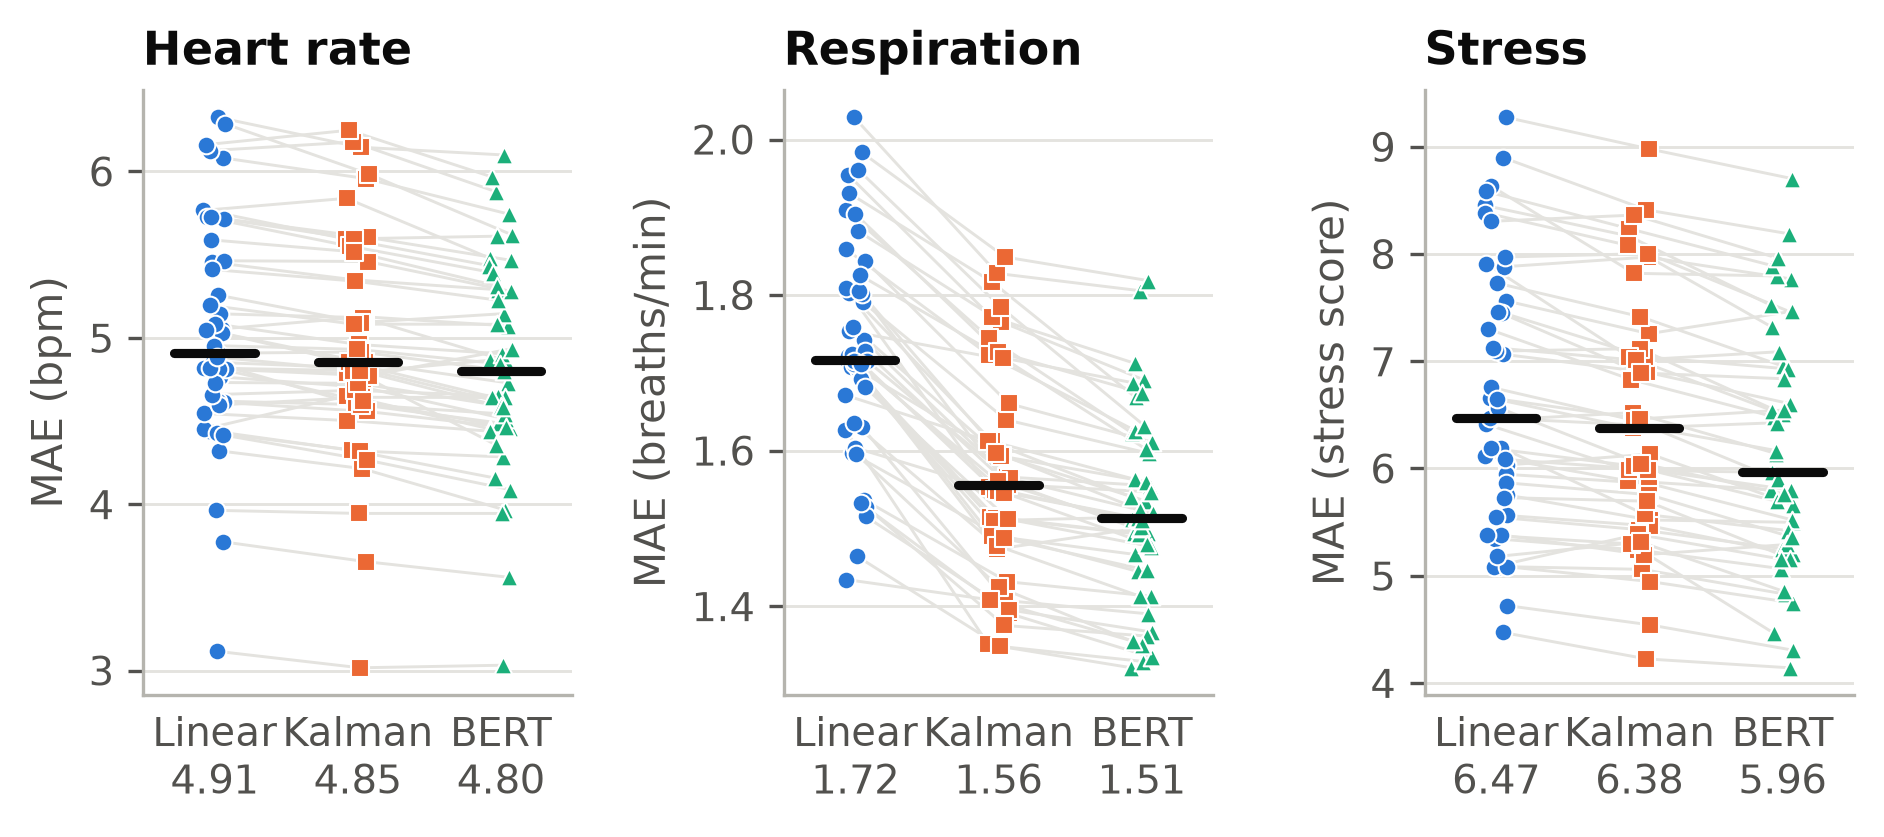 Heart rate
MAE (bpm)
6
5
4
3
Linear Kalman BERT
4.91 4.85 4.80
Respiration
MAE (breaths/min)
2.0
1.8
1.6
1.4
Linear Kalman BERT
1.72 1.56 1.51
Stress
MAE (stress score)
9
8
7
6
5
4
Linear Kalman BERT
6.47 6.38 5.96